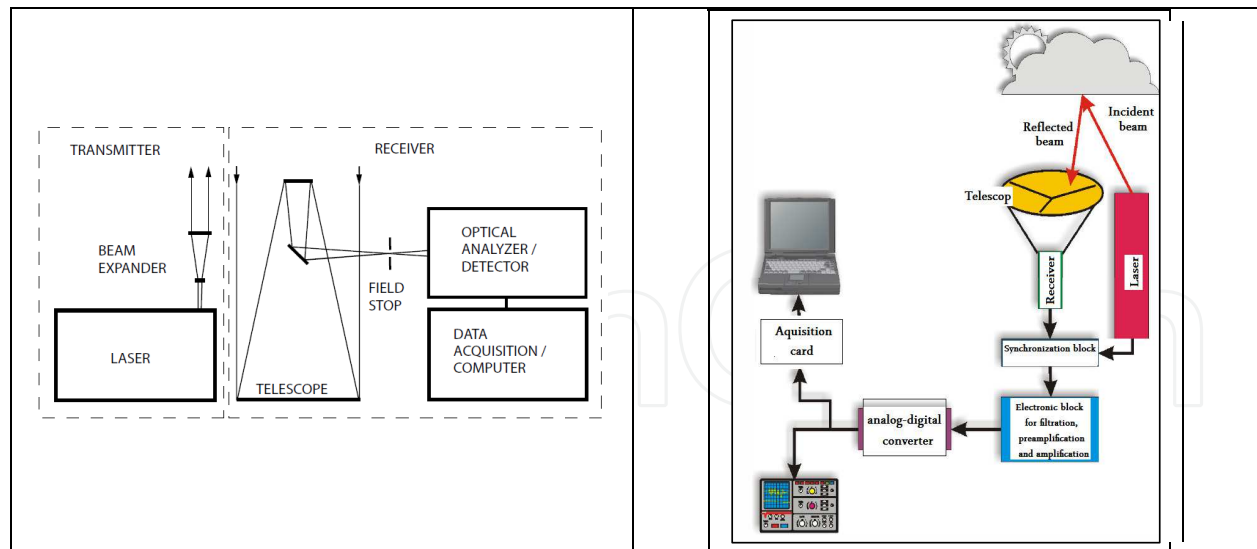 TRANSMITTER
BEAM
EXPANDER
LASER
RECEIVER
TELESCOPE
FIELD
STOP
OPTICAL
ANALYZER /
DETECTOR
DATA
ACQUISITION /
COMPUTER
Incident
beam
Reflected
beam
Telescop
Receiver
Laser
Synchronization block
Electronic block
for filtration,
preamplification
and amplification
analog-digital
converter
Aquisition
card